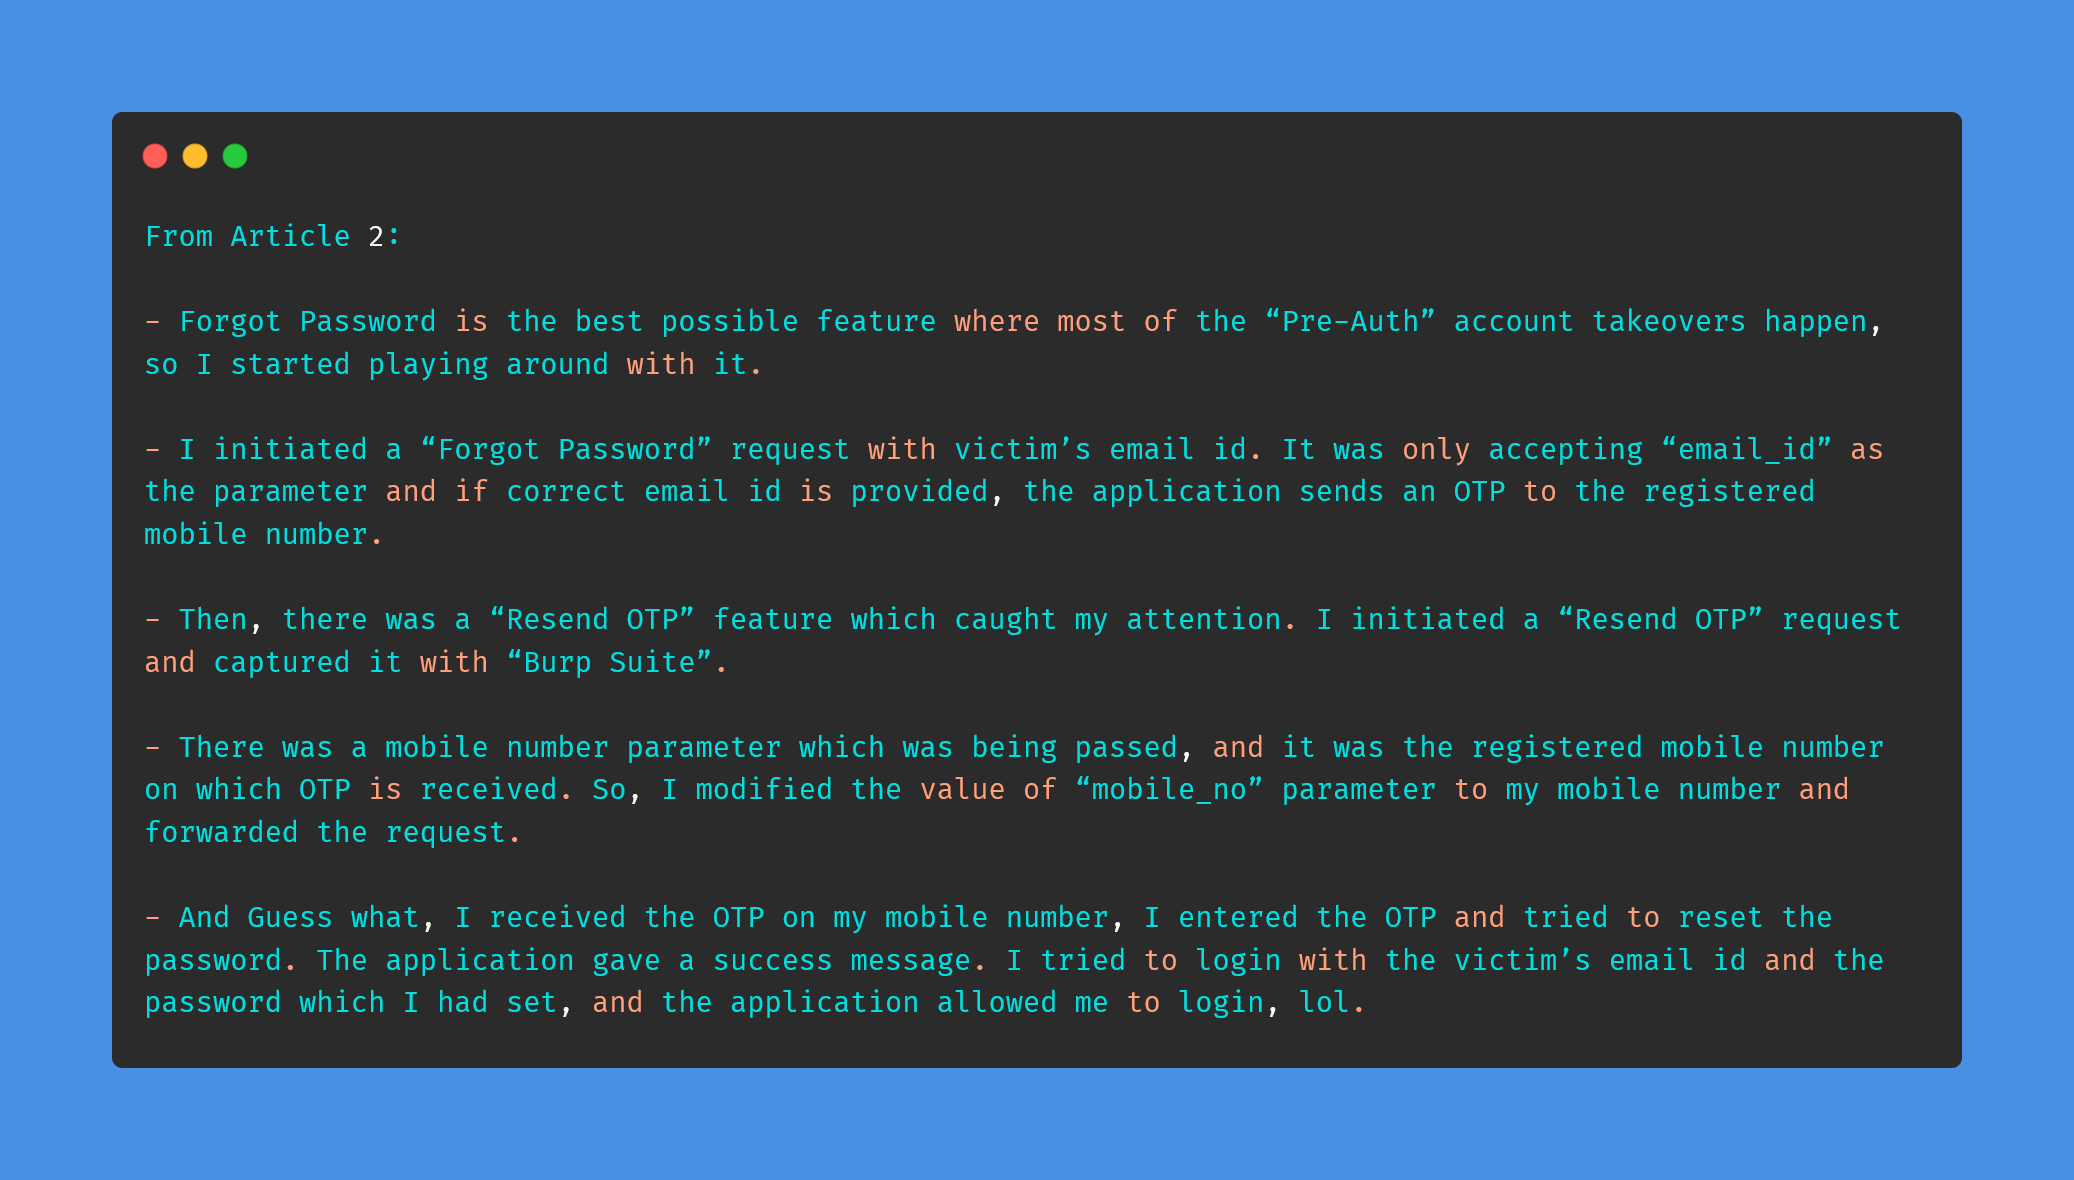 From Article 2:
- Forgot Password is the best possible feature where most of the “Pre-Auth” account takeovers happen,
so I started playing around with it.
- I initiated a “Forgot Password” request with victim’s email id. It was only accepting “email_id” as
the parameter and if correct email id is provided, the application sends an OTP to the registered
mobile number.
- Then, there was a “Resend OTP” feature which caught my attention. I initiated a “Resend OTP” request
and captured it with “Burp Suite”.
- There was a mobile number parameter which was being passed, and it was the registered mobile number
on which OTP is received. So, I modified the value of “mobile_no” parameter to my mobile number and
forwarded the request.
- And Guess what, I received the OTP on my mobile number, I entered the OTP and tried to reset the
password. The application gave a success message. I tried to login with the victim’s email id and the
password which I had set, and the application allowed me to login, lol.